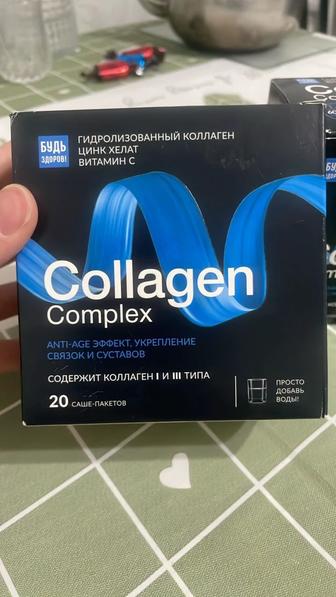 БУДЬ
ЗДОРОВ!
ГИДРОЛИЗОВАННЫЙ КОЛЛАГЕН
ЦИНК ХЕЛАТ
ВИТАМИН С
Collagen
Complex
ANTI-AGE ЭФФЕКТ, УКРЕПЛЕНИЕ
СВЯЗОК И СУСТАВОВ
СОДЕРЖИТ КОЛЛАГЕН I И III ТИПА
20 САШЕ-ПАКЕТОВ
ПРОСТО
ДОБАВЬ
ВОДЫ!